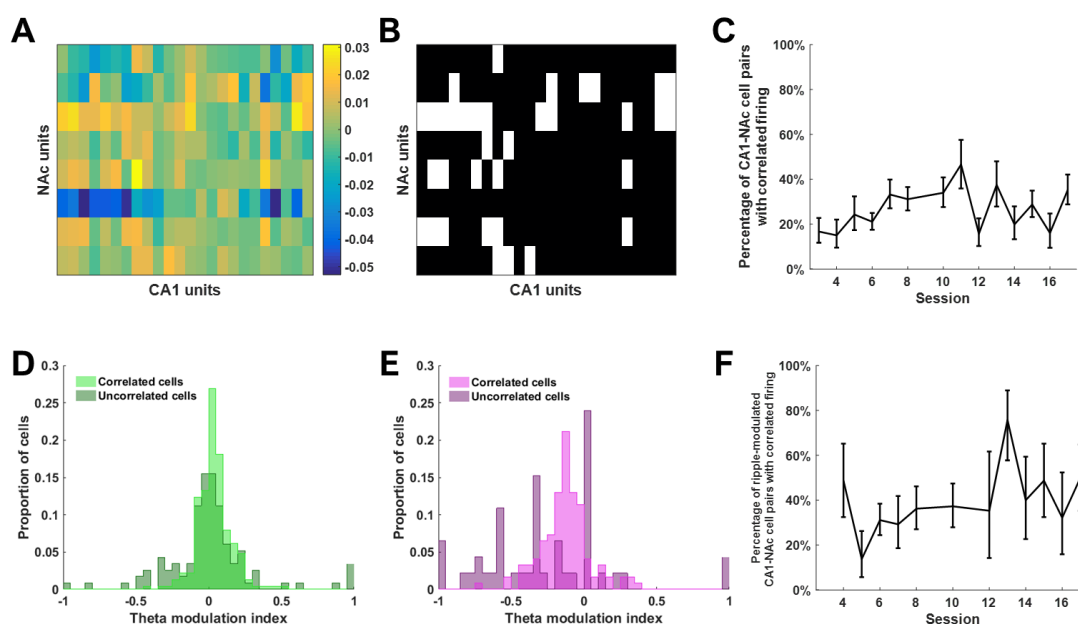 A
NAc units
CA1 units
0.03
0.02
0.01
0
-0.01
-0.02
-0.03
-0.04
-0.05
B
NAc units
CA1 units
C
Percentage of CA1-NAc cell pairs
with correlated firing
100%
80%
60%
40%
20%
0%
4 6 8 10 12 14 16
Session
D
Proportion of cells
0.3
0.25
0.2
0.15
0.1
0.05
0
Correlated cells
Uncorrelated cells
-1 -0.5 0 0.5 1
Theta modulation index
E
Proportion of cells
0.3
0.25
0.2
0.15
0.1
0.05
0
Correlated cells
Uncorrelated cells
-1 -0.5 0 0.5 1
Theta modulation index
F
Percentage of ripple-modulated
CA1-NAc cell pairs with correlated firing
100%
80%
60%
40%
20%
0%
4 6 8 10 12 14 16
Session